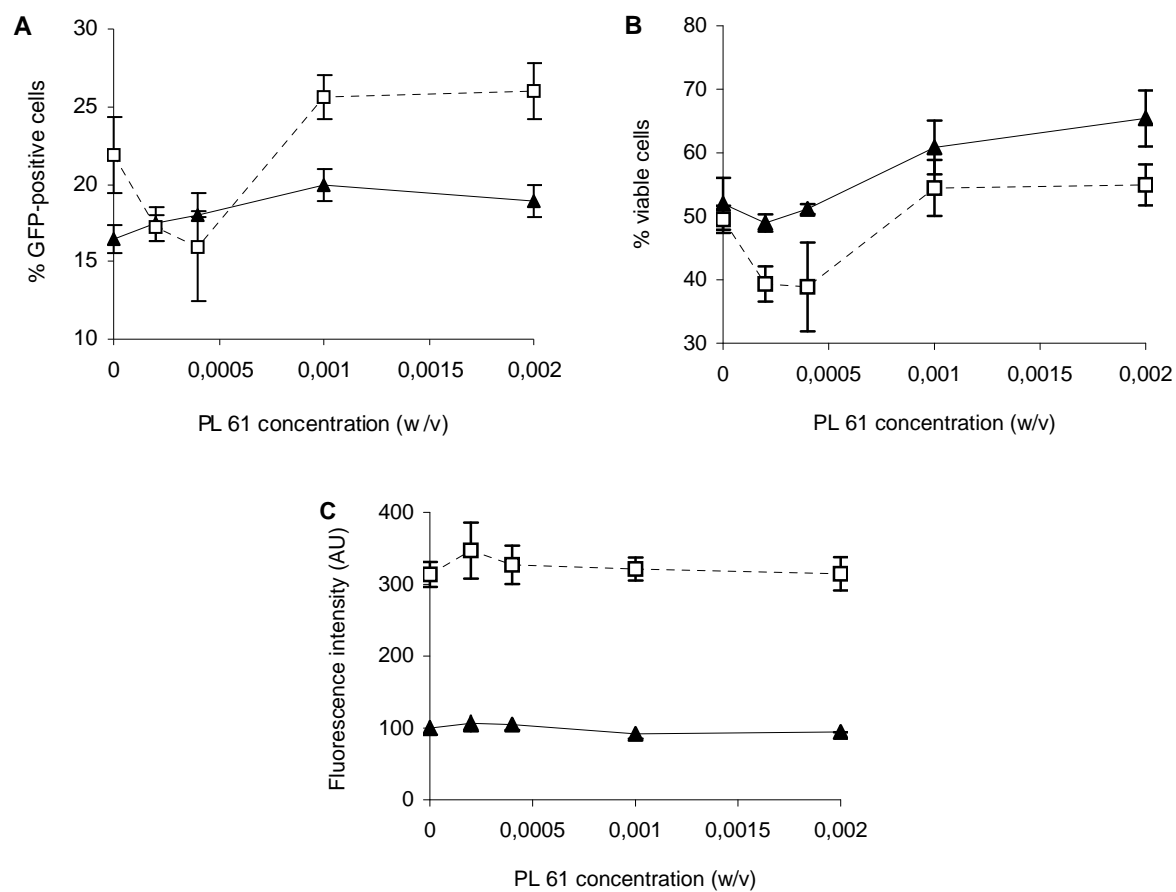 A
% GFP-positive cells
30
25
20
15
10
0 0,0005 0,001 0,0015 0,002
PL 61 concentration (w/v)
B
% viable cells
70
60
50
40
30
0 0,0005 0,001 0,0015 0,002
PL 61 concentration (w/v)
C
Fluorescence intensity (AU)
400
300
200
100
0
0 0,0005 0,001 0,0015 0,002
PL 61 concentration (w/v)